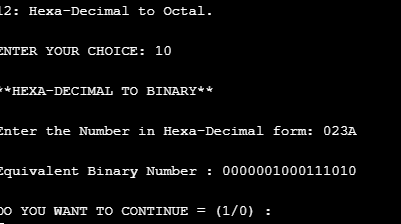 12: Hexa-Decimal to Octal.
ENTER YOUR CHOICE: 10
**HEXA-DECIMAL TO BINARY**
Enter the Number in Hexa-Decimal form: 023A
Equivalent Binary Number : 0000001000111010
DO YOU WANT TO CONTINUE = (1/0) :